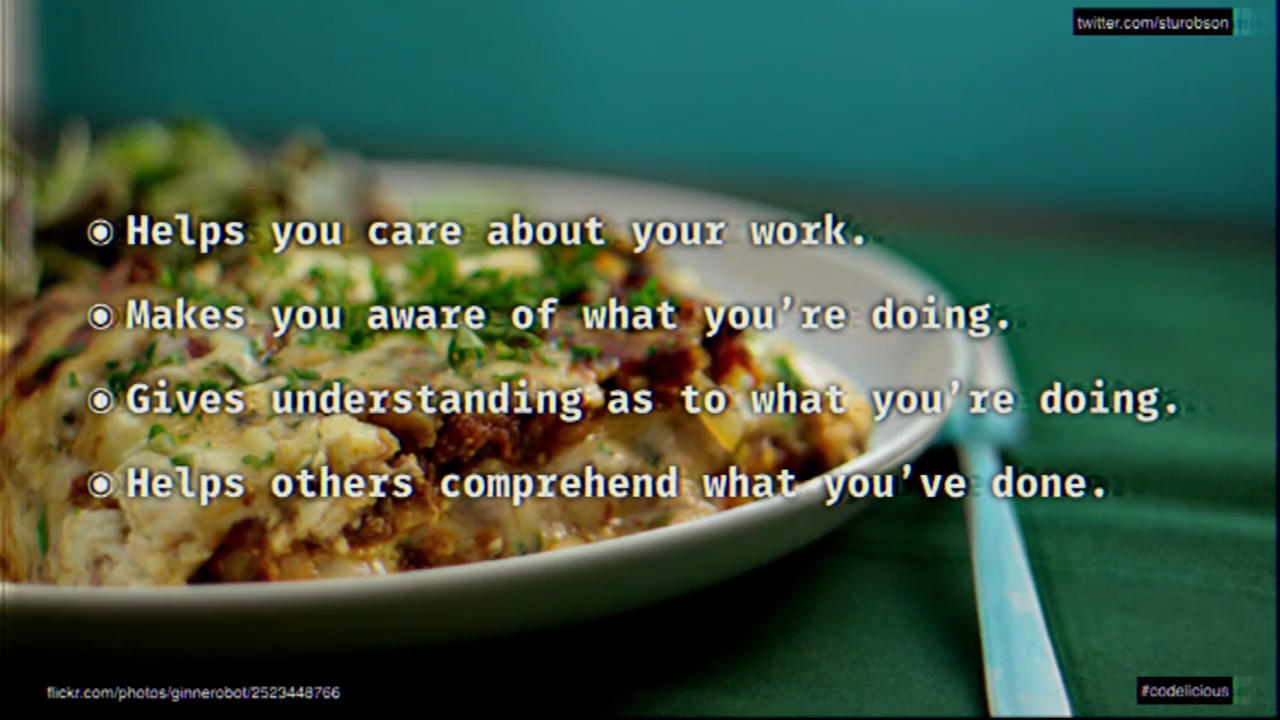 twitter.com/sturobson
◉ Helps you care about your work.
◉ Makes you aware of what you’re doing.
◉ Gives understanding as to what you’re doing.
◉ Helps others comprehend what you’ve done.
flickr.com/photos/ginnerobot/2523448766
#codelicious